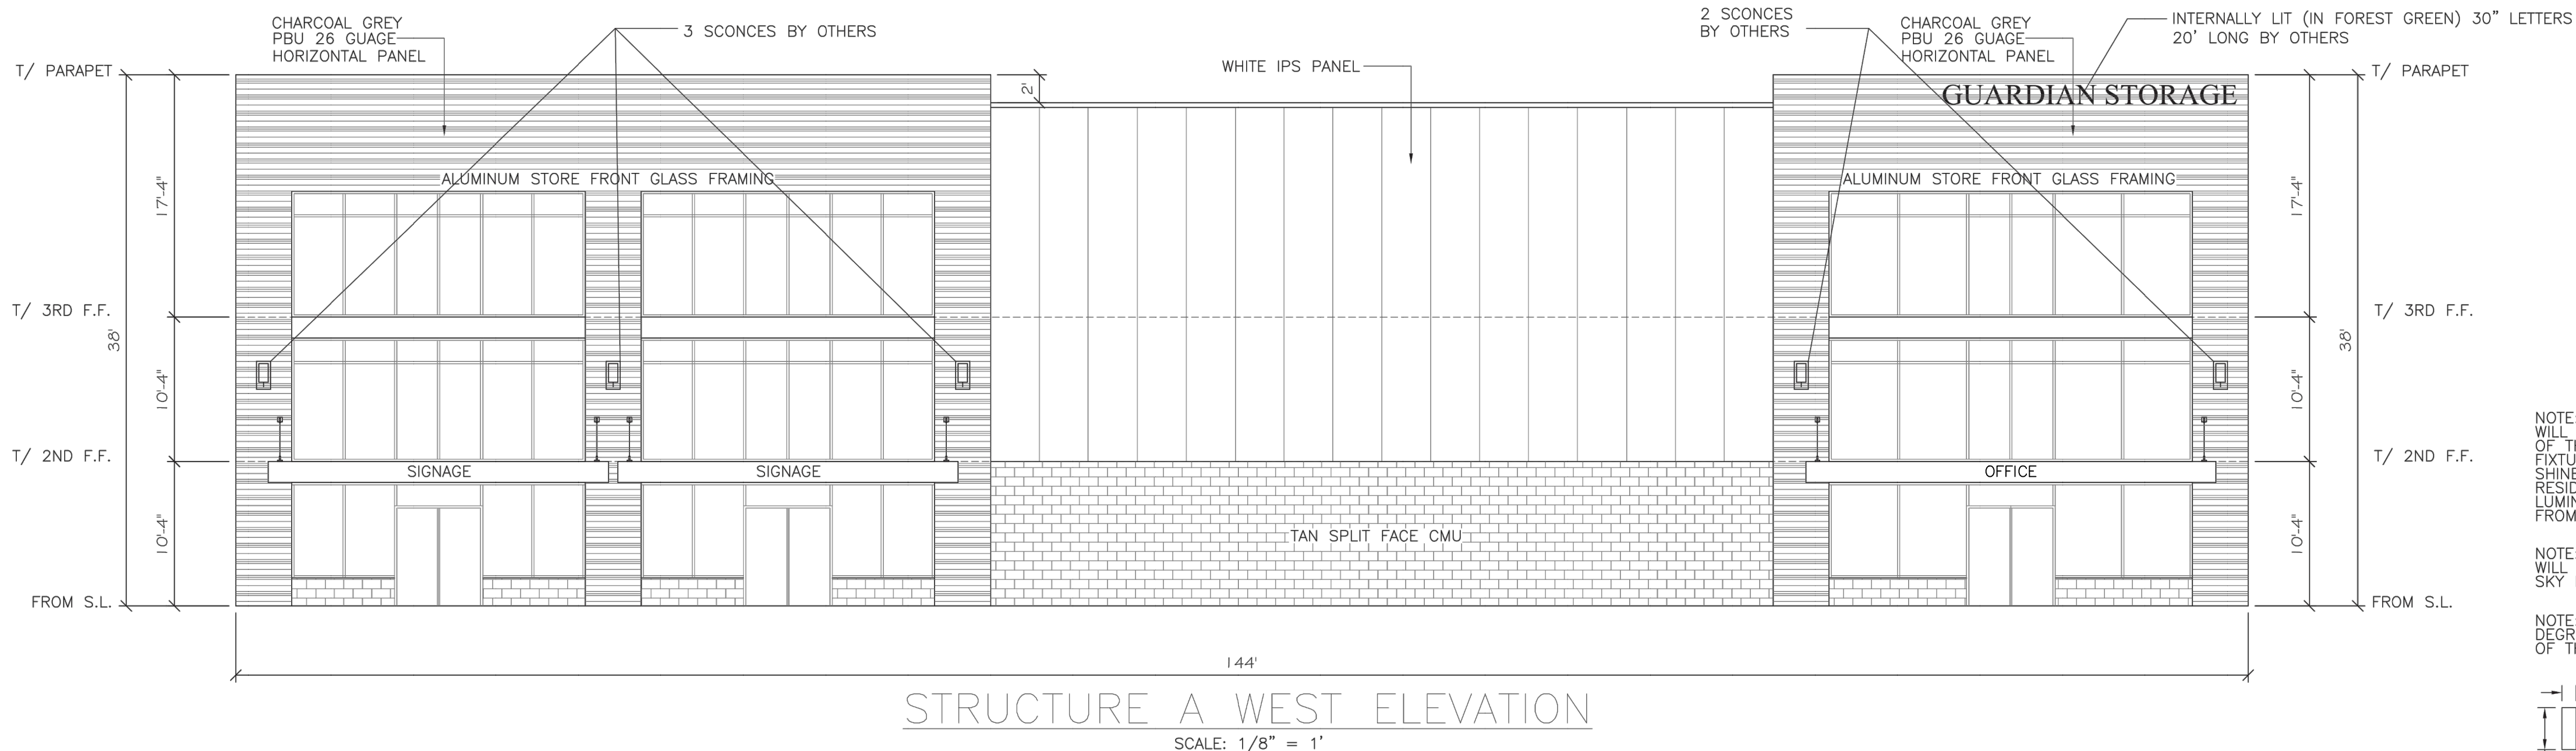 CHARCOAL GREY
PBU 26 GUAGE
HORIZONTAL PANEL
3 SCONCES BY OTHERS
WHITE IPS PANEL
2 SCONCES
BY OTHERS
CHARCOAL GREY
PBU 26 GUAGE
HORIZONTAL PANEL
INTERNALLY LIT (IN FOREST GREEN) 30" LETTERS
20' LONG BY OTHERS
T/ PARAPET
2'
GUARDIAN STORAGE
T/ PARAPET
ALUMINUM STORE FRONT GLASS FRAMING
ALUMINUM STORE FRONT GLASS FRAMING
17'-4"
17'-4"
T/ 3RD F.F.
T/ 3RD F.F.
38'
38'
10'-4"
10'-4"
T/ 2ND F.F.
T/ 2ND F.F.
SIGNAGE
SIGNAGE
OFFICE
10'-4"
TAN SPLIT FACE CMU
10'-4"
FROM S.L.
FROM S.L.
144'
STRUCTURE A WEST ELEVATION
SCALE: 1/8" = 1'
NOTE
WILL
OF TH
FIXTU
SHINE
RESID
LUMIN
FROM
NOTE
WILL
SKY
NOTE
DEGR
OF TH